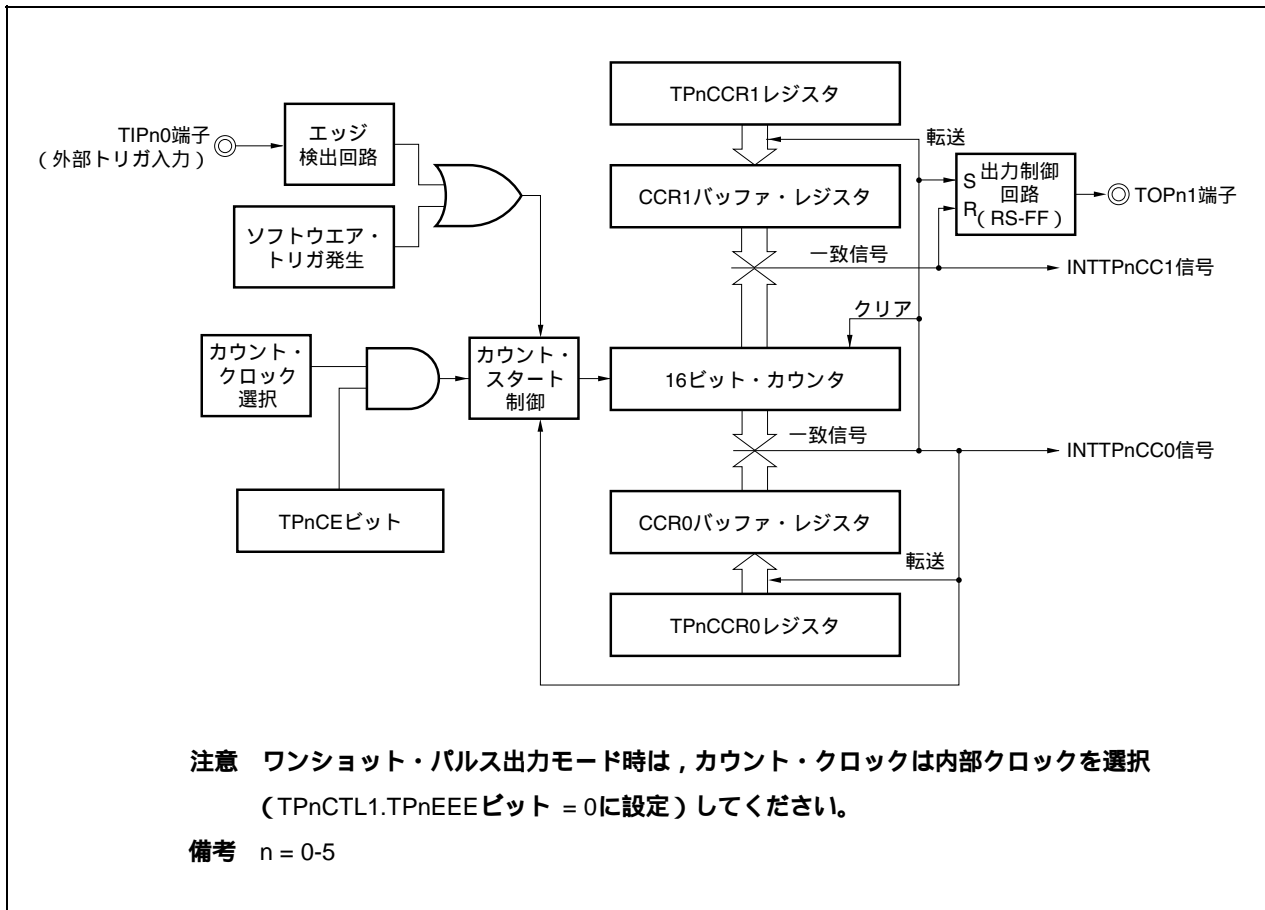 TPnCCR1レジスタ
TIPn0端子
（外部トリガ入力）
エッジ
検出回路
転送
CCR1バッファ・レジスタ
S
R
出力制御
回路
（RS-FF）
TOPn1端子
ソフトウエア・
トリガ発生
一致信号
INTTPnCC1信号
クリア
カウント・
クロック
選択
カウント・
スタート
制御
16ビット・カウンタ
一致信号
INTTPnCC0信号
TPnCEビット
CCR0バッファ・レジスタ
転送
TPnCCR0レジスタ
注意　ワンショット・パルス出力モード時は，カウント・クロックは内部クロックを選択
（TPnCTL1.TPnEEEビット = 0に設定）してください。
備考　n = 0-5